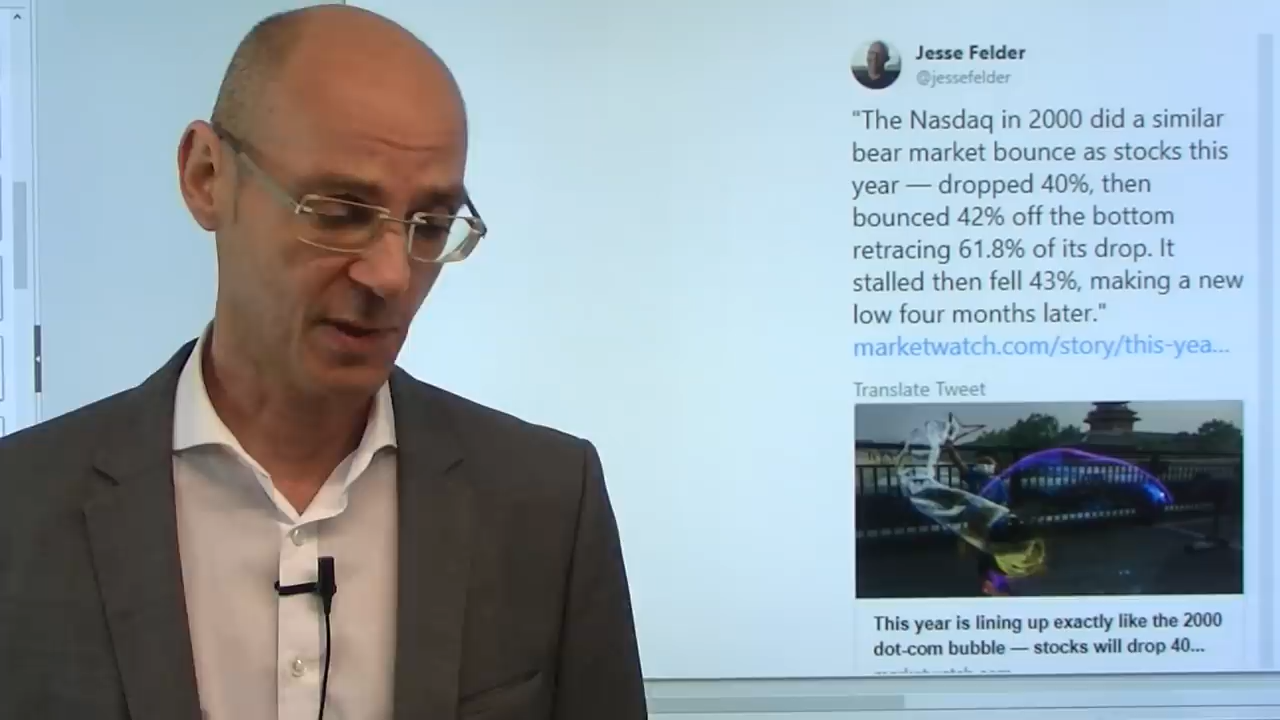 Jesse Felder
@jessefelder
"The Nasdaq in 2000 did a similar
bear market bounce as stocks this
year — dropped 40%, then
bounced 42% off the bottom
retracing 61.8% of its drop. It
stalled then fell 43%, making a new
low four months later."
marketwatch.com/story/this-yea...
Translate Tweet
This year is lining up exactly like the 2000
dot-com bubble — stocks will drop 40...